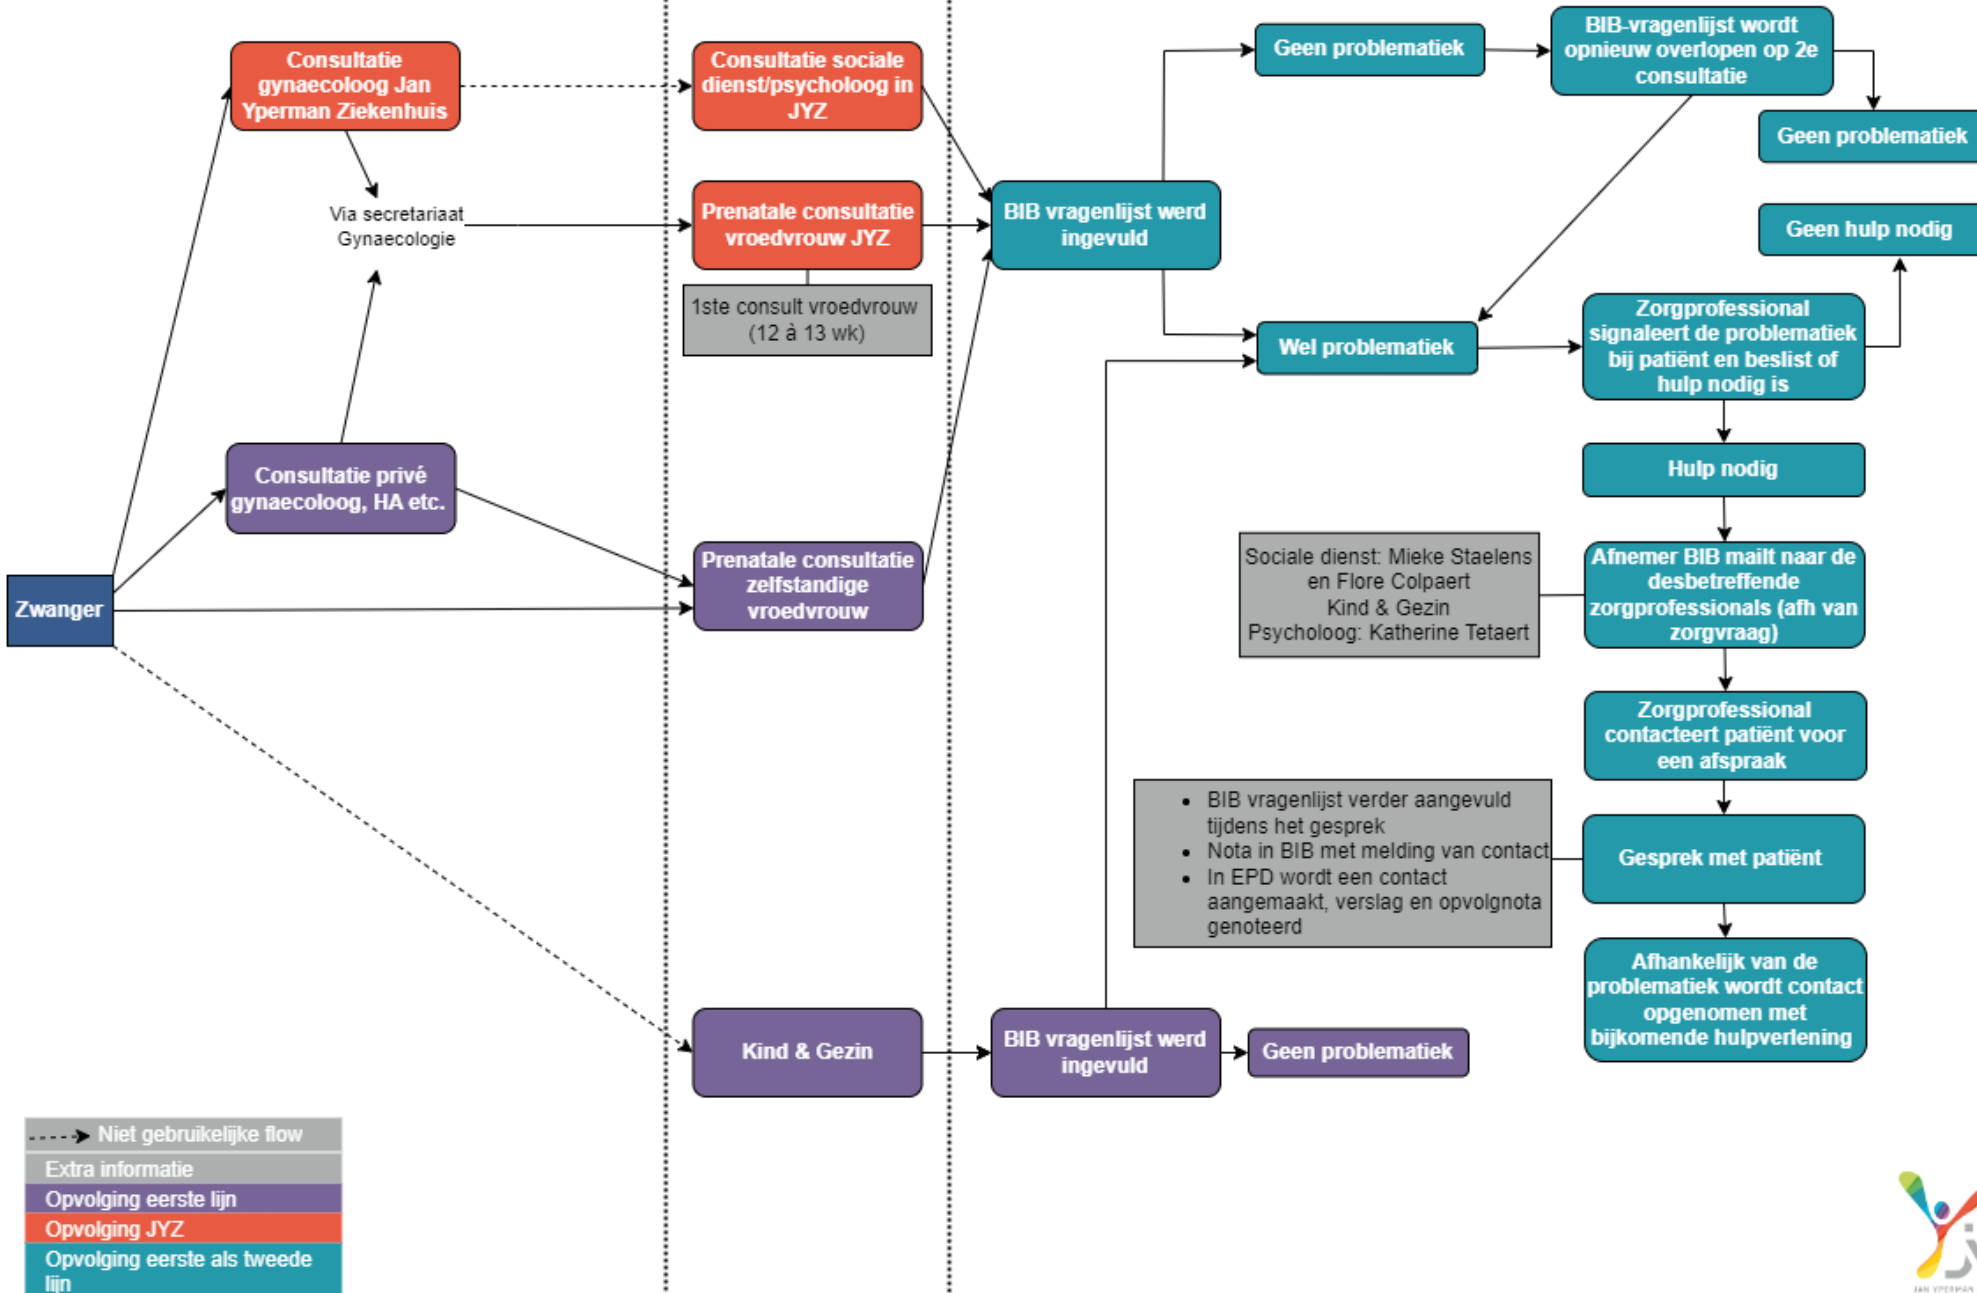 Consultatie
gynaecoloog Jan
Yperman Ziekenhuis
Consultatie sociale
dienst/psycholoog in
JYZ
Geen problematiek
BIB-vragenlijst wordt
opnieuw overlopen op 2e
consultatie
Geen problematiek
Via secretariaat
Gynaecologie
Prenatale consultatie
vroedvrouw JYZ
BIB vragenlijst werd
ingevuld
Geen hulp nodig
1ste consult vroedvrouw
(12 à 13 wk)
Wel problematiek
Zorgprofessional
signaleert de problematiek
bij patiënt en beslist of
hulp nodig is
Consultatie privé
gynaecoloog, HA etc.
Hulp nodig
Zwanger
Prenatale consultatie
zelfstandige
vroedvrouw
Sociale dienst: Mieke Staelens
en Flore Colpaert
Kind & Gezin
Psycholoog: Katherine Tetaert
Afnemer BIB mailt naar de
desbetreffende
zorgprofessionals (afh van
zorgvraag)
Zorgprofessional
contacteert patiënt voor
een afspraak
• BIB vragenlijst verder aangevuld
tijdens het gesprek
• Nota in BIB met melding van contact
• In EPD wordt een contact
aangemaakt, verslag en opvolgnota
genoteerd
Gesprek met patiënt
Afhankelijk van de
problematiek wordt contact
opgenomen met
bijkomende hulpverlening
Kind & Gezin
BIB vragenlijst werd
ingevuld
Geen problematiek
Niet gebruikelijke flow
Extra informatie
Opvolging eerste lijn
Opvolging JYZ
Opvolging eerste als tweede
lijn
JAN YPERMAN